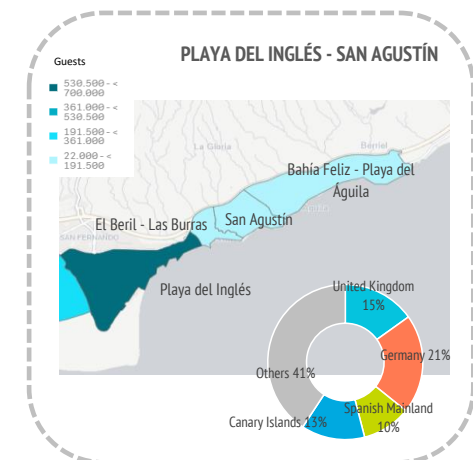 PLAYA DEL INGLÉS - SAN AGUSTÍN
Guests
530.500 - <
700.000
361.000 - <
530.500
191.500 - <
361.000
22.000 - <
191.500
La Gloria
Berriel
Bahía Feliz - Playa del
Águila
El Beril - Las Burras
San Agustín
SAN FERNANDO
Playa del Inglés
United Kingdom
15%
Germany 21%
Others 41%
Spanish Mainland
10%
Canary Islands 13%